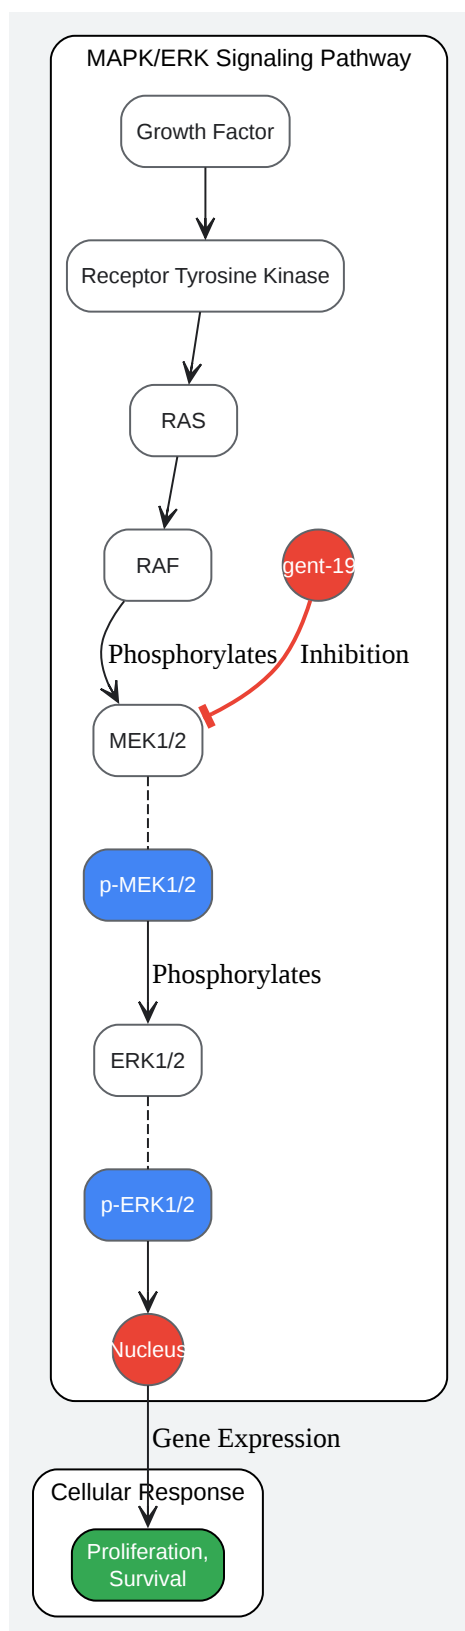 MAPK/ERK Signaling Pathway
Growth Factor
Receptor Tyrosine Kinase
RAS
RAF
gent-19
Phosphorylates
Inhibition
MEK1/2
p-MEK1/2
Phosphorylates
ERK1/2
p-ERK1/2
Nucleus
Gene Expression
Cellular Response
Proliferation,
Survival